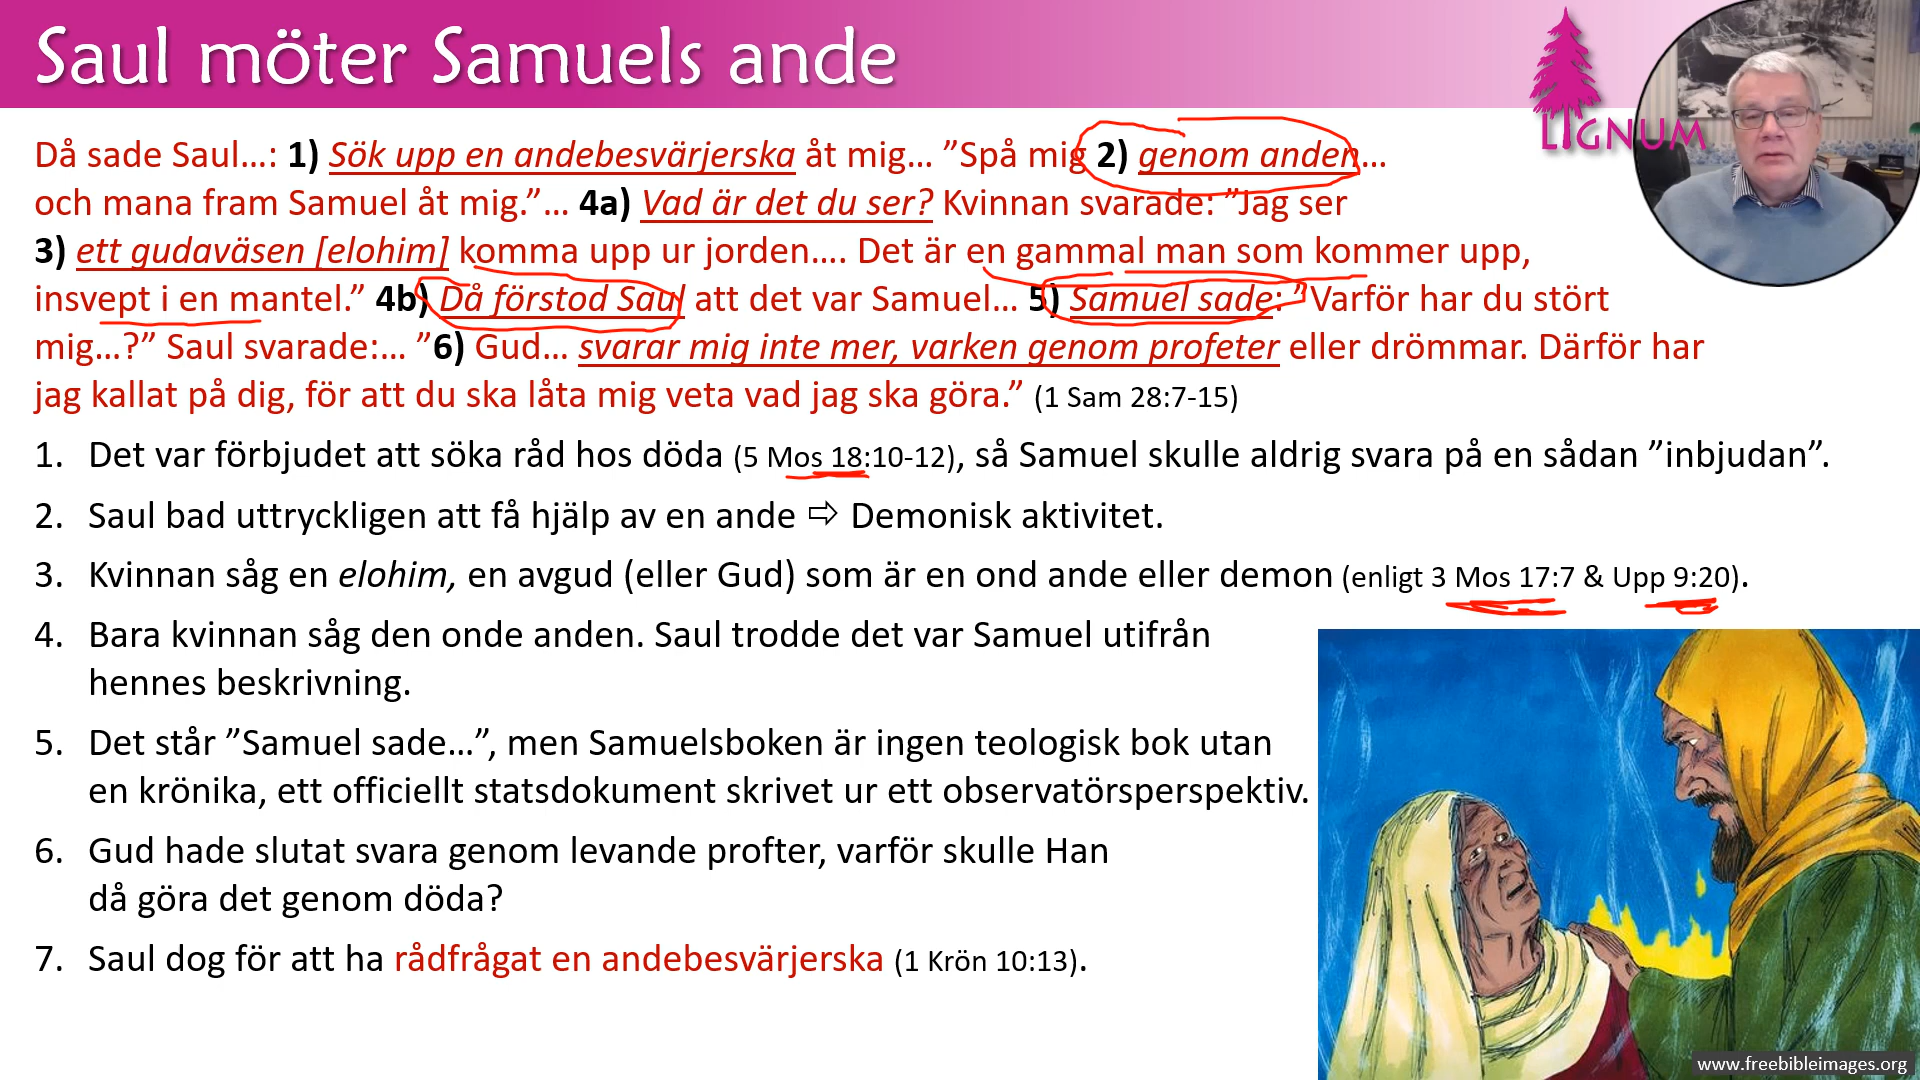 Saul möter Samuels ande
LIGNUM
Då sade Saul…: 1) Sök upp en andebesvärjerska åt mig… ”Spå mig 2) genom anden…
och mana fram Samuel åt mig.”… 4a) Vad är det du ser? Kvinnan svarade: ”Jag ser
3) ett gudaväsen [elohim] komma upp ur jorden…. Det är en gammal man som kommer upp,
insvept i en mantel.” 4b) Då förstod Saul att det var Samuel… 5) Samuel sade: ”Varför har du stört
mig…?” Saul svarade:… ”6) Gud… svarar mig inte mer, varken genom profeter eller drömmar. Därför har
jag kallat på dig, för att du ska låta mig veta vad jag ska göra.” (1 Sam 28:7-15)
1. Det var förbjudet att söka råd hos döda (5 Mos 18:10-12), så Samuel skulle aldrig svara på en sådan ”inbjudan”.
2. Saul bad uttryckligen att få hjälp av en ande ⇨ Demonisk aktivitet.
3. Kvinnan såg en elohim, en avgud (eller Gud) som är en ond ande eller demon (enligt 3 Mos 17:7 & Upp 9:20).
4. Bara kvinnan såg den onde anden. Saul trodde det var Samuel utifrån
hennes beskrivning.
5. Det står ”Samuel sade…”, men Samuelsboken är ingen teologisk bok utan
en krönika, ett officiellt statsdokument skrivet ur ett observatörsperspektiv.
6. Gud hade slutat svara genom levande profter, varför skulle Han
då göra det genom döda?
7. Saul dog för att ha rådfrågat en andebesvärjerska (1 Krön 10:13).
www.freebibleimages.org